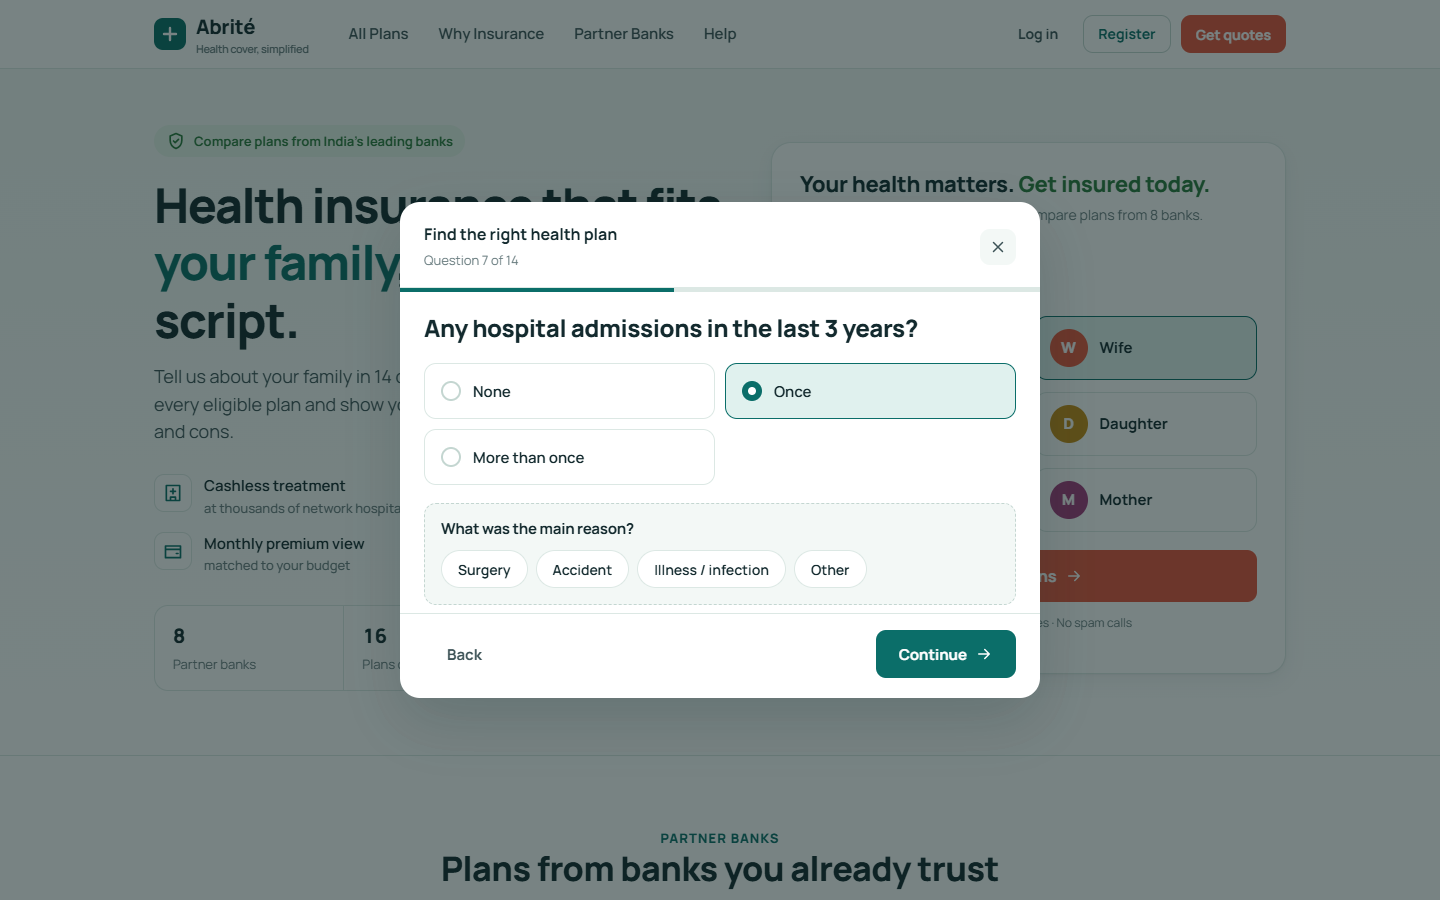 Abrité
Health cover, simplified
All Plans
Why Insurance
Partner Banks
Help
Log in
Register
Get quotes
Compare plans from India's leading banks
Health insurance that fits
your family,
script.
Tell us about your family in 14
every eligible plan and show
and cons.
Cashless treatment
at thousands of network
Monthly premium view
matched to your budget
8
Partner banks
16
Plans
Your health matters. Get insured today.
plans from 8 banks.
W
Wife
D
Daughter
M
Mother
No spam calls
Find the right health plan
Question 7 of 14
Any hospital admissions in the last 3 years?
None
Once
More than once
What was the main reason?
Surgery
Accident
Illness / infection
Other
Back
Continue
PARTNER BANKS
Plans from banks you already trust